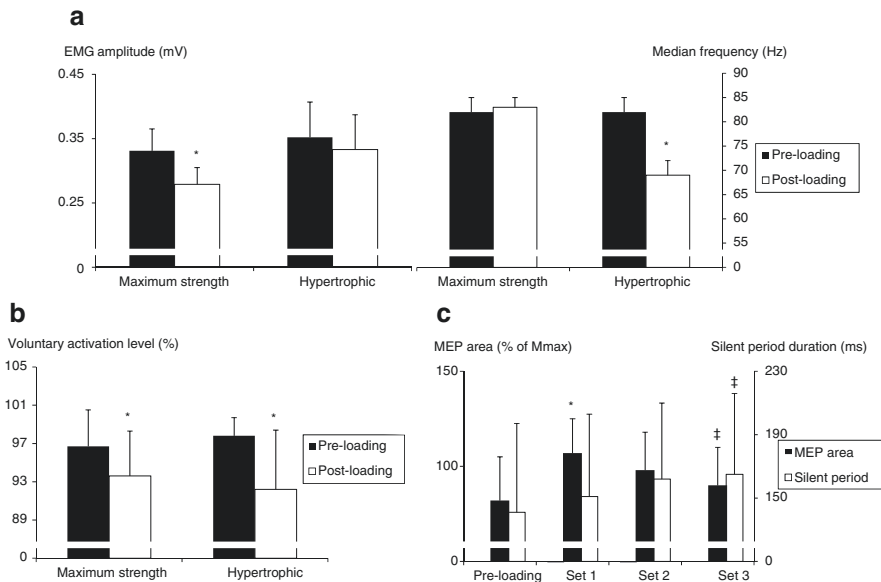 a
EMG amplitude (mV)
Median frequency (Hz)
0.45
0.35
0.25
0
90
85
80
75
70
65
60
55
0
*
*
Pre-loading
Post-loading
Maximum strength
Hypertrophic
Maximum strength
Hypertrophic
b
Voluntary activation level (%)
105
101
97
93
89
0
*
*
Pre-loading
Post-loading
Maximum strength
Hypertrophic
c
MEP area (% of Mmax)
Silent period duration (ms)
150
100
50
0
230
190
150
0
*
‡
‡
MEP area
Silent period
Pre-loading
Set 1
Set 2
Set 3